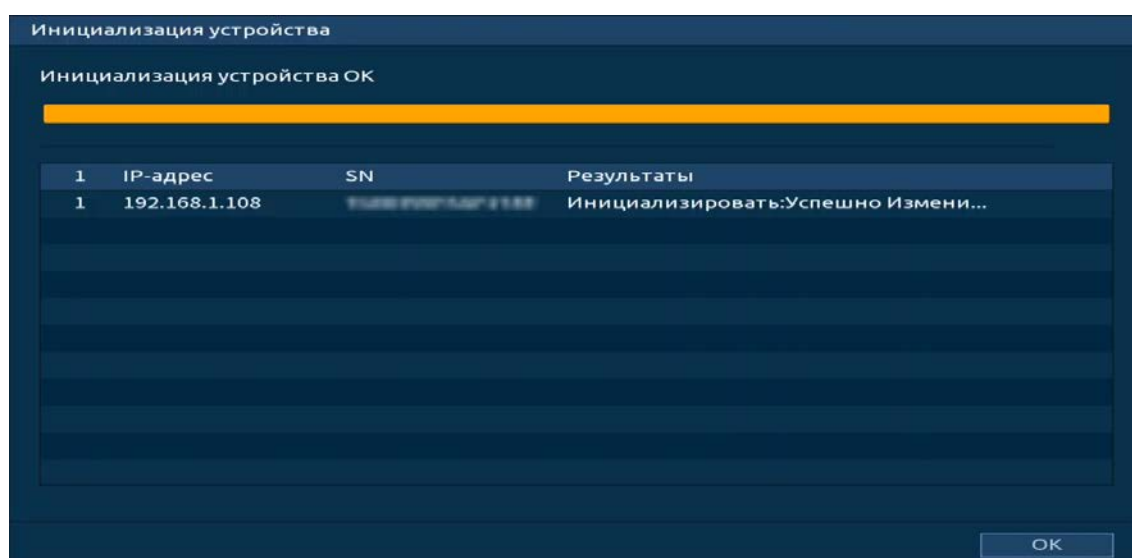 Инициализация устройства
Инициализация устройства OK
1 IP-адрес SN Результаты
1 192.168.1.108 Инициализировать:Успешно Измени...
OK